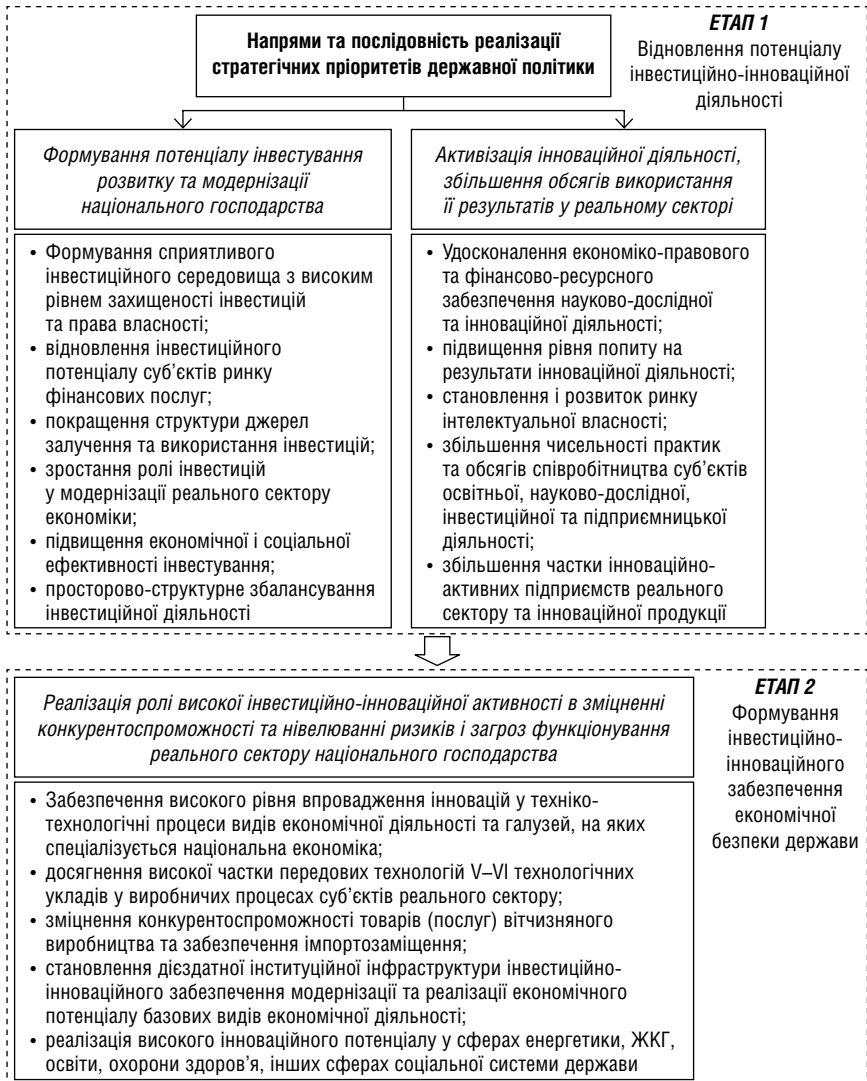 ЕТАП 1
Відновлення потенціалу
інвестиційно-інноваційної
діяльності
Напрями та послідовність реалізації
стратегічних пріоритетів державної політики
Формування потенціалу інвестування
розвитку та модернізації
національного господарства
• Формування сприятливого
інвестиційного середовища з високим
рівнем захищеності інвестицій
та права власності;
• відновлення інвестиційного
потенціалу суб’єктів ринку
фінансових послуг;
• покращення структури джерел
залучення та використання інвестицій;
• зростання ролі інвестицій
у модернізації реального сектору
економіки;
• підвищення економічної і соціальної
ефективності інвестування;
• просторово-структурне збалансування
інвестиційної діяльності
Активізація інноваційної діяльності,
збільшення обсягів використання
її результатів у реальному секторі
• Удосконалення економіко-правового
та фінансово-ресурсного
забезпечення науково-дослідної
та інноваційної діяльності;
• підвищення рівня попиту на
результати інноваційної діяльності;
• становлення і розвиток ринку
інтелектуальної власності;
• збільшення чисельності практик
та обсягів співробітництва суб’єктів
освітньої, науково-дослідної,
інвестиційної та підприємницької
діяльності;
• збільшення частки інноваційно-
активних підприємств реального
сектору та інноваційної продукції
ЕТАП 2
Формування
інвестиційно-
інноваційного
забезпечення
економічної
безпеки держави
Реалізація ролі високої інвестиційно-інноваційної активності в зміцненні
конкурентоспроможності та нівелюванні ризиків і загроз функціонування
реального сектору національного господарства
• Забезпечення високого рівня впровадження інновацій у техніко-
технологічні процеси видів економічної діяльності та галузей, на яких
спеціалізується національна економіка;
• досягнення високої частки передових технологій V–VI технологічних
укладів у виробничих процесах суб’єктів реального сектору;
• зміцнення конкурентоспроможності товарів (послуг) вітчизняного
виробництва та забезпечення імпортозаміщення;
• становлення дієздатної інституційної інфраструктури інвестиційно-
інноваційного забезпечення модернізації та реалізації економічного
потенціалу базових видів економічної діяльності;
• реалізація високого інноваційного потенціалу у сферах енергетики, ЖКГ,
освіти, охорони здоров’я, інших сферах соціальної системи держави